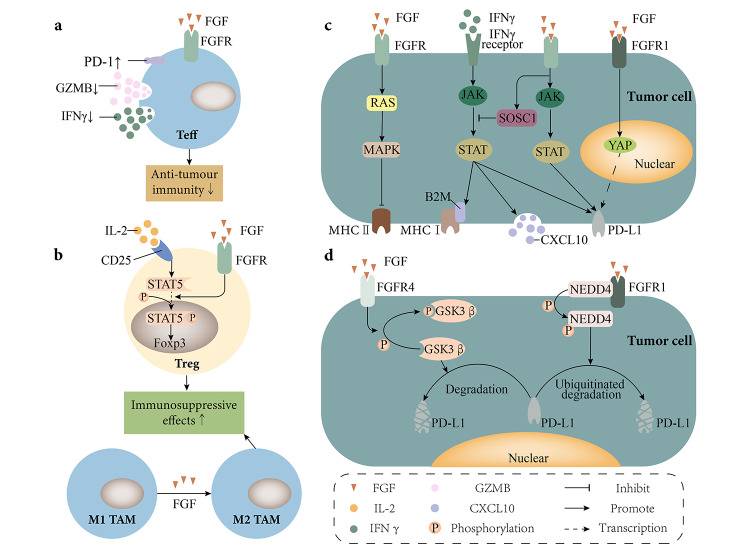 a
FGF
FGFR
PD-1↑
GZMB↓
IFNγ↓
Teff
Anti-tumour
immunity ↓
b
IL-2
FGF
CD25
FGFR
STAT5
P
STAT5 P
Foxp3
Treg
Immunosuppressive
effects ↑
M1 TAM
FGF
M2 TAM
c
FGF
FGFR
IFNγ
IFNγ
receptor
FGF
FGFR1
Tumor cell
RAS
JAK
JAK
SOSC1
MAPK
STAT
STAT
YAP
Nuclear
B2M
MHC II
MHC I
CXCL10
PD-L1
d
FGF
FGFR4
FGF
NEDD4
FGFR1
P
NEDD4
P
P GSK3 β
P
GSK3 β
Tumor cell
Degradation
Ubiquitinated
degradation
PD-L1
PD-L1
PD-L1
Nuclear
FGF
GZMB
Inhibit
IL-2
CXCL10
Promote
IFN γ
P Phosphorylation
Transcription